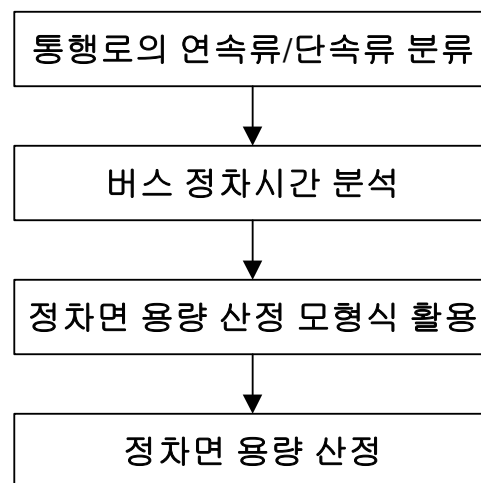 통행로의 연속류/단속류 분류
버스 정차시간 분석
정차면 용량 산정 모형식 활용
정차면 용량 산정